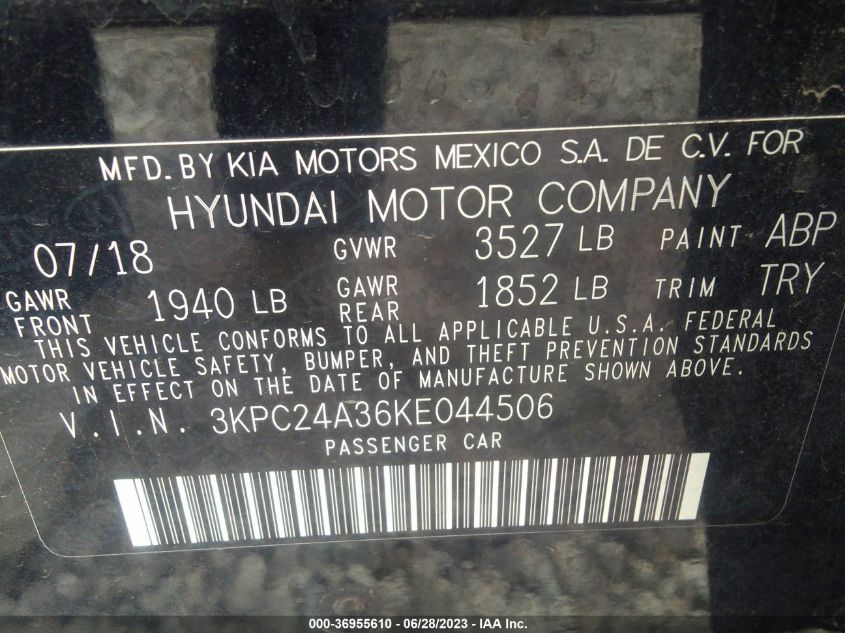 MFD. BY KIA MOTORS MEXICO S.A. DE C.V. FOR
HYUNDAI MOTOR COMPANY
07/18 GVWR 3527 LB PAINT ABP
GAWR FRONT 1940 LB GAWR REAR 1852 LB TRIM TRY
THIS VEHICLE CONFORMS TO ALL APPLICABLE U.S.A. FEDERAL
MOTOR VEHICLE SAFETY, BUMPER, AND THEFT PREVENTION STANDARDS
IN EFFECT ON THE DATE OF MANUFACTURE SHOWN ABOVE.
V.I.N. 3KPC24A36KE044506
PASSENGER CAR
000-36955610 - 06/28/2023 - IAA Inc.